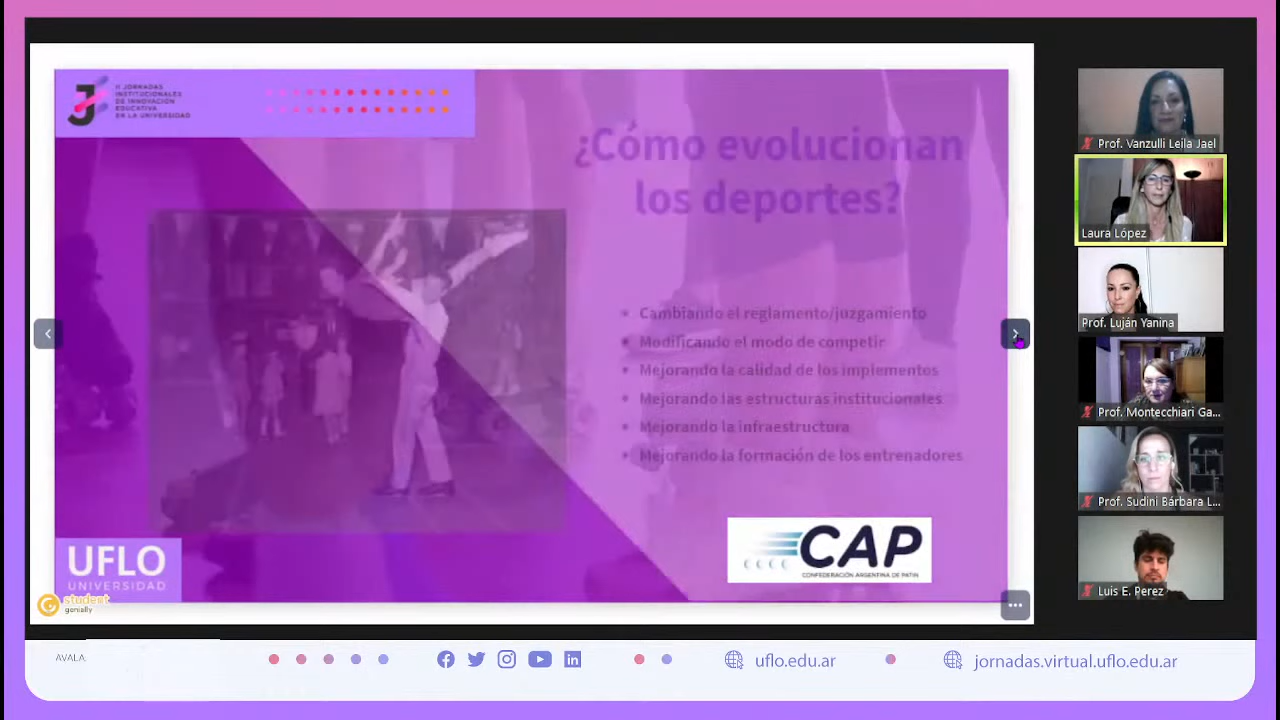 II JORNADAS
INSTITUCIONALES
DE INNOVACIÓN
EDUCATIVA
EN LA UNIVERSIDAD
¿Cómo evolucionan
los deportes?
• Cambiando el reglamento/juzgamiento
• Modificando el modo de competir
• Mejorando la calidad de los implementos
• Mejorando las estructuras institucionales
• Mejorando la infraestructura
• Mejorando la formación de los entrenadores
UFLO
UNIVERSIDAD
student
genially
CAP
CONFEDERACIÓN ARGENTINA DE PATÍN
Prof. Vanzulli Leila Jael
Laura López
Prof. Luján Yanina
Prof. Montecchiari Ga...
Prof. Sudini Bárbara L...
Luis E. Perez
AVALA:
uflo.edu.ar
jornadas.virtual.uflo.edu.ar